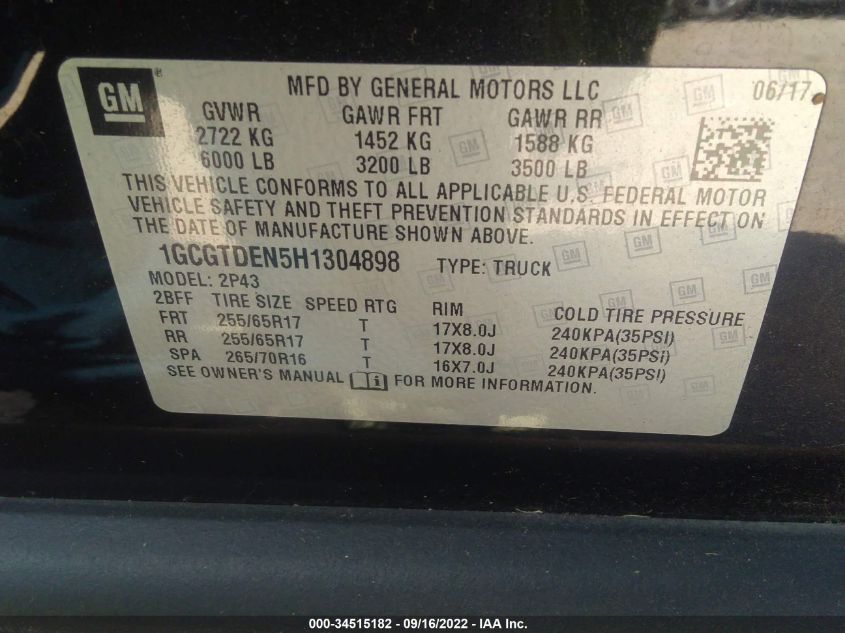 GM ® MFD BY GENERAL MOTORS LLC 06/17
GVWR GAWR FRT GAWR RR
2722 KG 1452 KG 1588 KG
6000 LB 3200 LB 3500 LB
THIS VEHICLE CONFORMS TO ALL APPLICABLE U.S. FEDERAL MOTOR
VEHICLE SAFETY AND THEFT PREVENTION STANDARDS IN EFFECT ON
THE DATE OF MANUFACTURE SHOWN ABOVE.
1GCGTDEN5H1304898 TYPE: TRUCK
MODEL: 2P43
2BFF TIRE SIZE SPEED RTG RIM COLD TIRE PRESSURE
FRT 255/65R17 T 17X8.0J 240KPA(35PSI)
RR 255/65R17 T 17X8.0J 240KPA(35PSI)
SPA 265/70R16 T 16X7.0J 240KPA(35PSI)
SEE OWNER'S MANUAL FOR MORE INFORMATION.
000-34515182 - 09/16/2022 - IAA Inc.